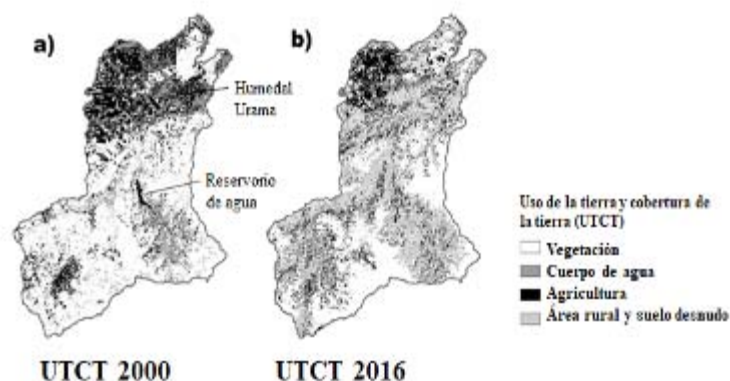 a)
b)
Humedal
Urama
Reservorio
de agua
Uso de la tierra y cobertura de
la tierra (UTCT)
Vegetación
Cuerpo de agua
Agricultura
Área rural y suelo desnudo
UTCT 2000
UTCT 2016